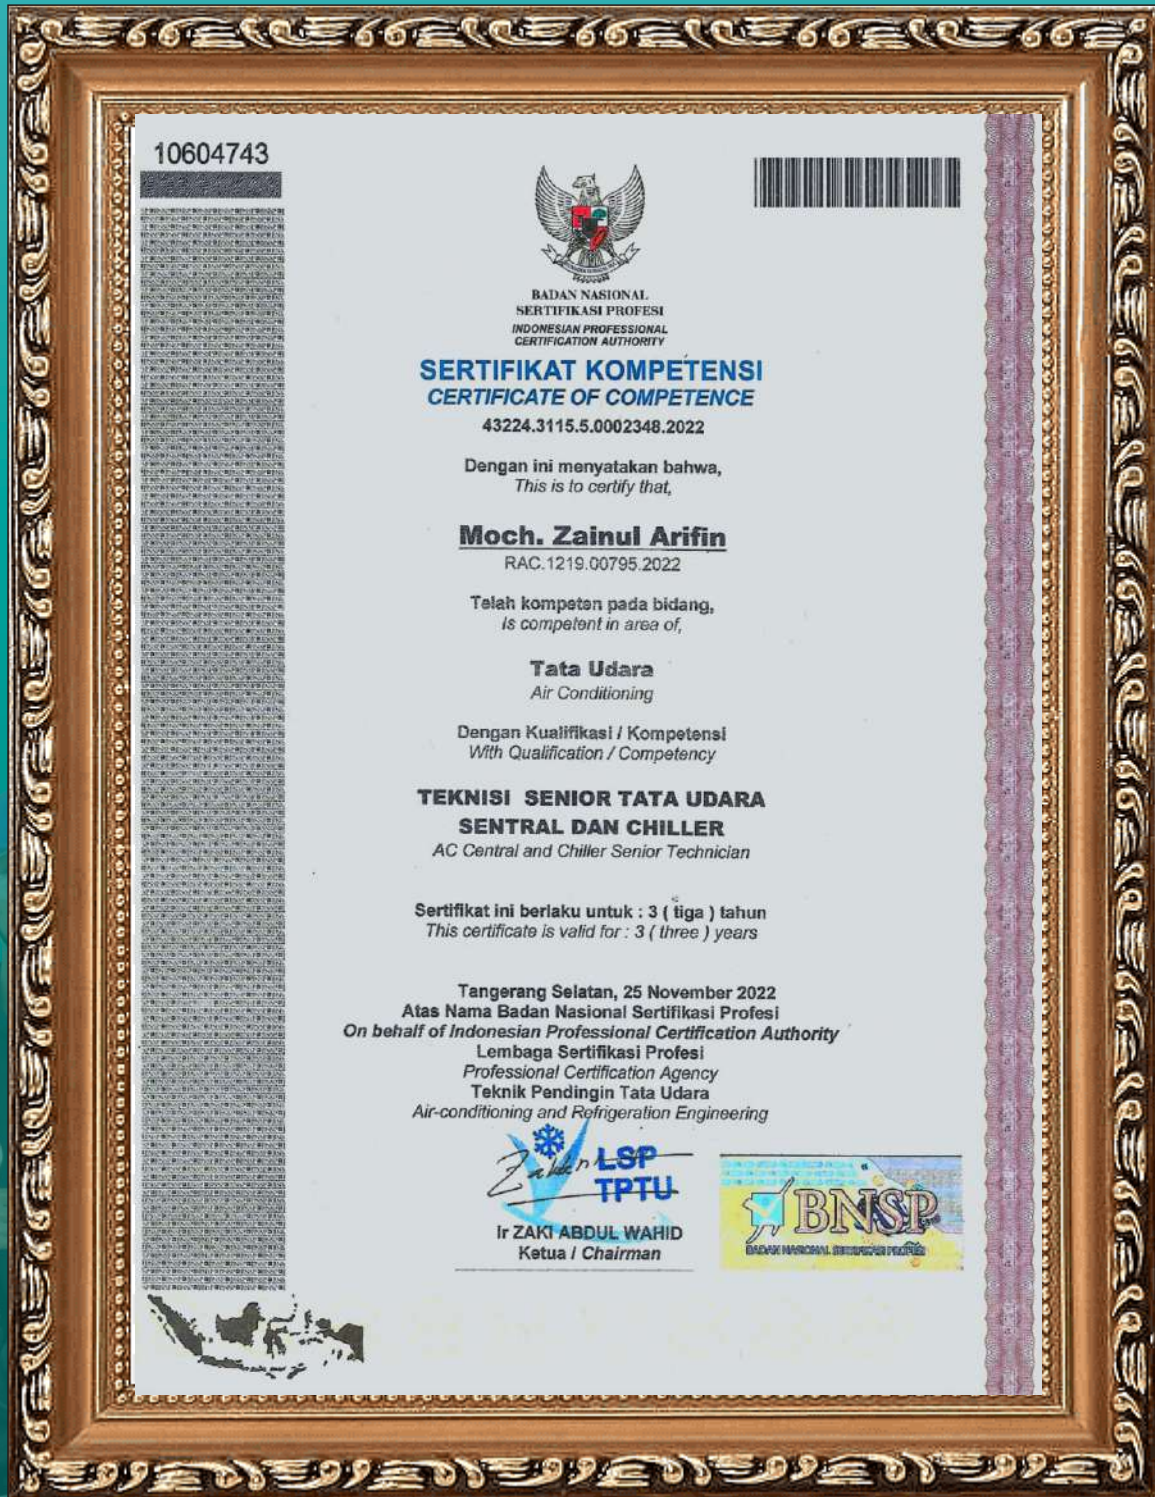 10604743
BADAN NASIONAL
SERTIFIKASI PROFESI
INDONESIAN PROFESSIONAL
CERTIFICATION AUTHORITY
SERTIFIKAT KOMPETENSI
CERTIFICATE OF COMPETENCE
43224.3115.5.0002348.2022
Dengan ini menyatakan bahwa,
This is to certify that,
Moch. Zainul Arifin
RAC.1219.00795.2022
Telah kompeten pada bidang,
Is competent in area of,
Tata Udara
Air Conditioning
Dengan Kualifikasi / Kompetensi
With Qualification / Competency
TEKNISI SENIOR TATA UDARA
SENTRAL DAN CHILLER
AC Central and Chiller Senior Technician
Sertifikat ini berlaku untuk : 3 ( tiga ) tahun
This certificate is valid for : 3 ( three ) years
Tangerang Selatan, 25 November 2022
Atas Nama Badan Nasional Sertifikasi Profesi
On behalf of Indonesian Professional Certification Authority
Lembaga Sertifikasi Profesi
Professional Certification Agency
Teknik Pendingin Tata Udara
Air-conditioning and Refrigeration Engineering
LSP
TPTU
Ir ZAKI ABDUL WAHID
Ketua / Chairman
BNSP
BADAN NASIONAL SERTIFIKASI PROFESI